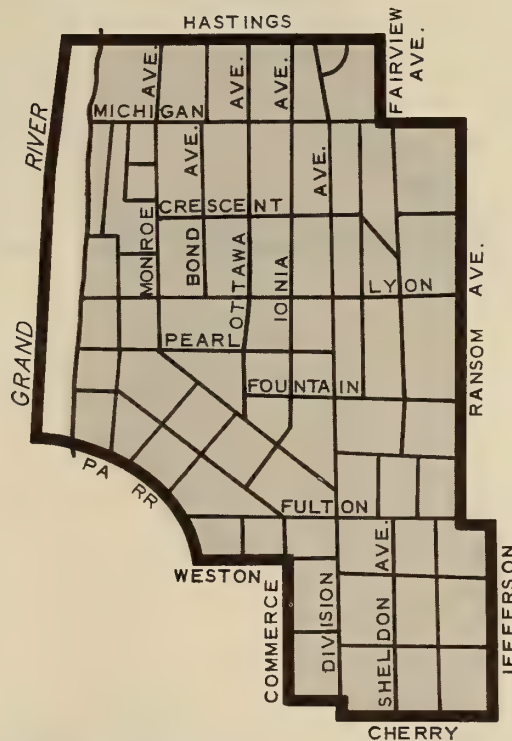 HASTINGS
FAIRVIEW
AVE.
AVE.
AVE.
AVE.
MICHIGAN
RIVER
AVE.
AVE.
CRESCENT
MONROE
BOND
OTTAWA
IONIA
LYON
RANSOM AVE.
PEARL
GRAND
FOUNTAIN
PA RR
FULTON
WESTON
COMMERCE
DIVISION
SHELDON AVE.
JEFFERSON
CHERRY